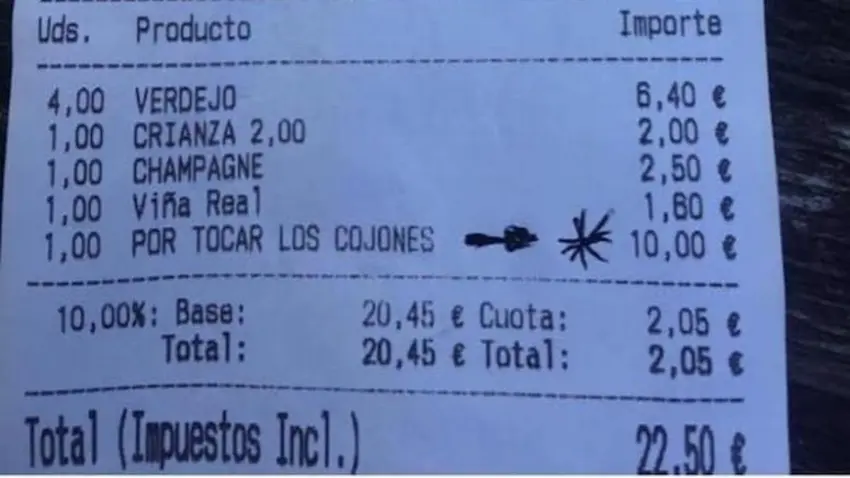 Uds. Producto Importe
4,00 VERDEJO 6,40 €
1,00 CRIANZA 2,00 2,00 €
1,00 CHAMPAGNE 2,50 €
1,00 Viña Real 1,60 €
1,00 POR TOCAR LOS COJONES 10,00 €
10,00%: Base: 20,45 € Cuota: 2,05 €
Total: 20,45 € Total: 2,05 €
Total (Impuestos Incl.) 22,50 €